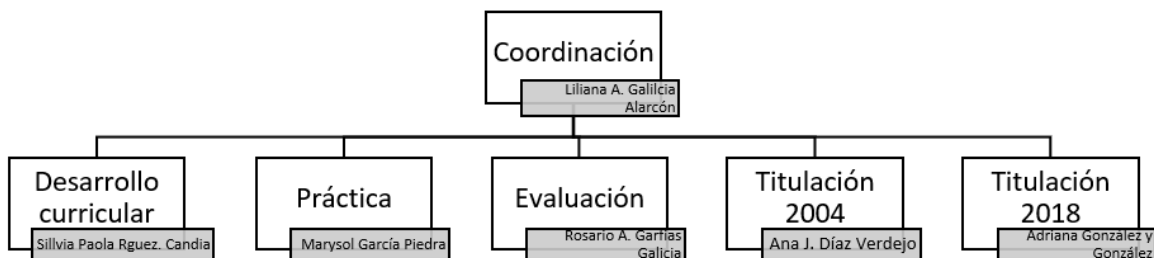 Coordinación
Liliana A. Galilcia
Alarcón
Desarrollo
curricular
Sillvia Paola Rguez. Candia
Práctica
Marysol García Piedra
Evaluación
Rosario A. Garfias
Galicia
Titulación
2004
Ana J. Díaz Verdejo
Titulación
2018
Adriana González y
González